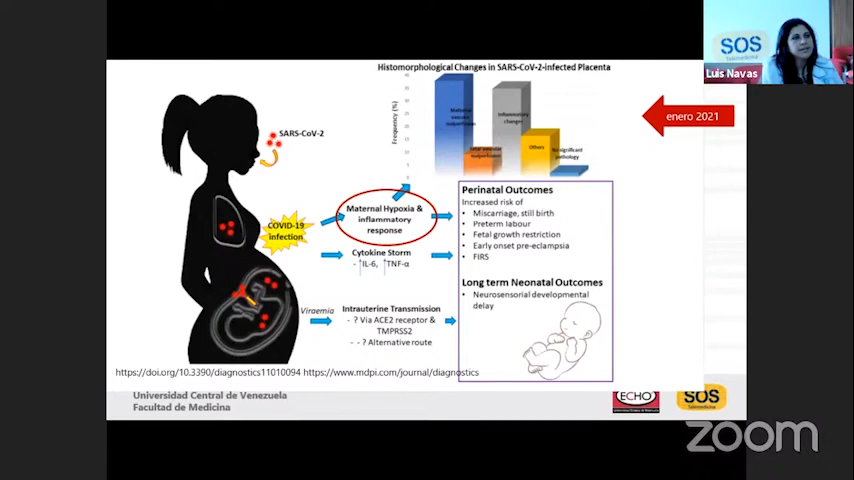 Histomorphological Changes in SARS-CoV-2-infected Placenta
Frequency (%)
Maternal vascular malperfusion
Fetal vascular malperfusion
Inflammatory changes
Others
No significant pathology
SARS-CoV-2
enero 2021
SOS
Telemedicina
Luis Navas
COVID-19
infection
Maternal Hypoxia &
inflammatory
response
Cytokine Storm
- ↑IL-6, ↑TNF-α
Viraemia
Intrauterine Transmission
- ? Via ACE2 receptor &
TMPRSS2
- - ? Alternative route
Perinatal Outcomes
Increased risk of
• Miscarriage, still birth
• Preterm labour
• Fetal growth restriction
• Early onset pre-eclampsia
• FIRS
Long term Neonatal Outcomes
• Neurosensorial developmental
delay
https://doi.org/10.3390/diagnostics11010094 https://www.mdpi.com/journal/diagnostics
Universidad Central de Venezuela
Facultad de Medicina
ECHO
SOS
Telemedicina
zoom